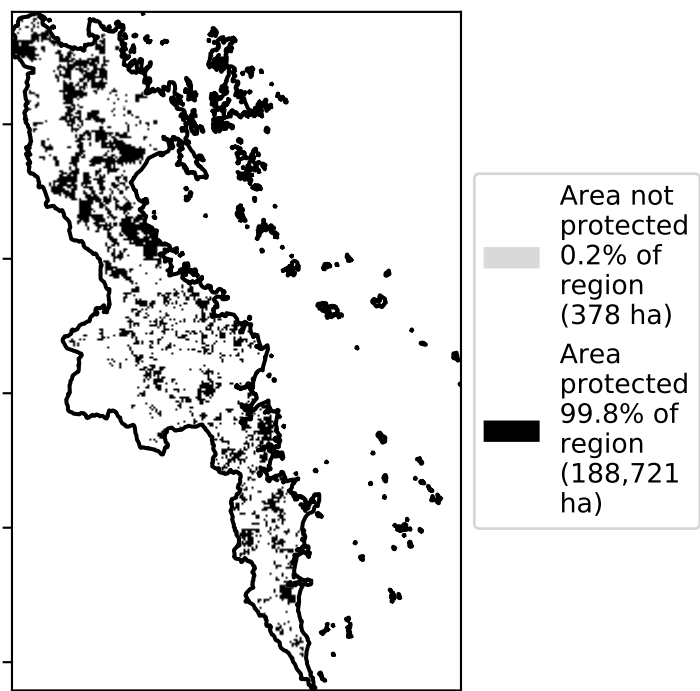 Area not
protected
0.2% of
region
(378 ha)
Area
protected
99.8% of
region
(188,721
ha)